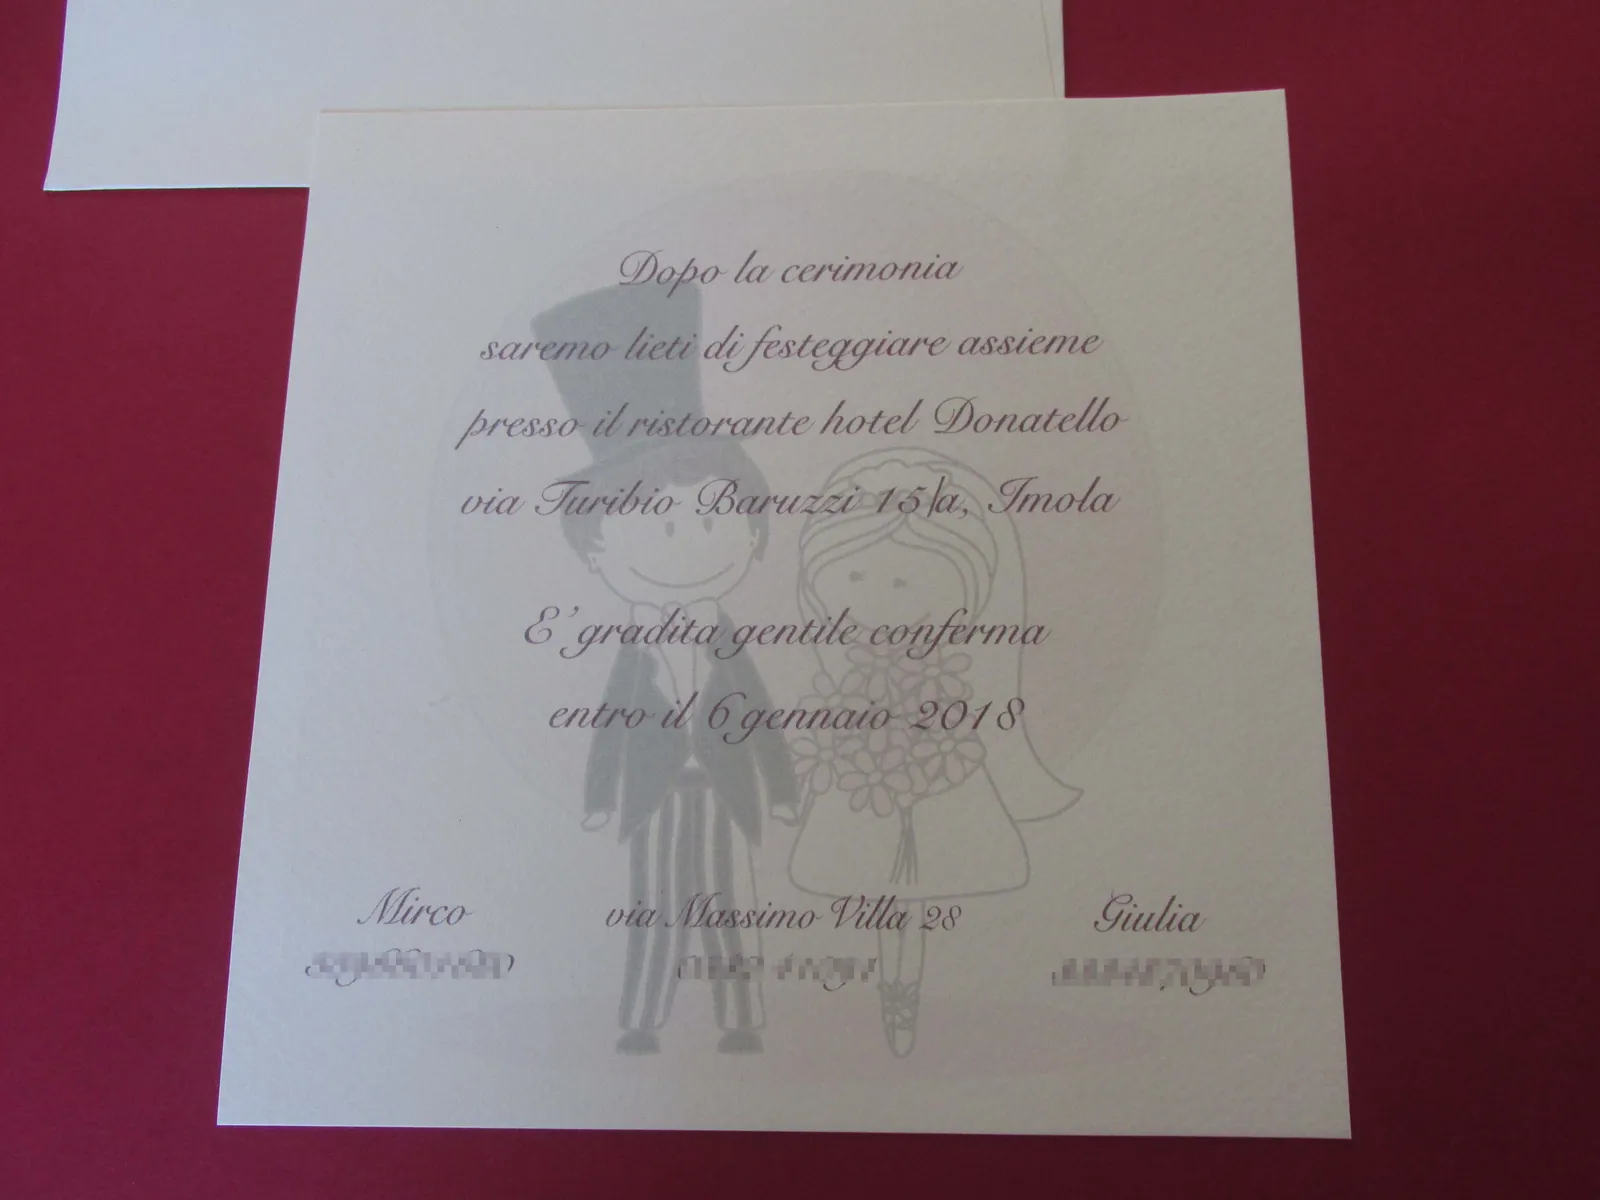 Dopo la cerimonia
saremo lieti di festeggiare assieme
presso il ristorante hotel Donatello
via Turibio Baruzzi 15/a, Imola
E' gradita gentile conferma
entro il 6 gennaio 2018
Mirco via Massimo Villa 28 Giulia